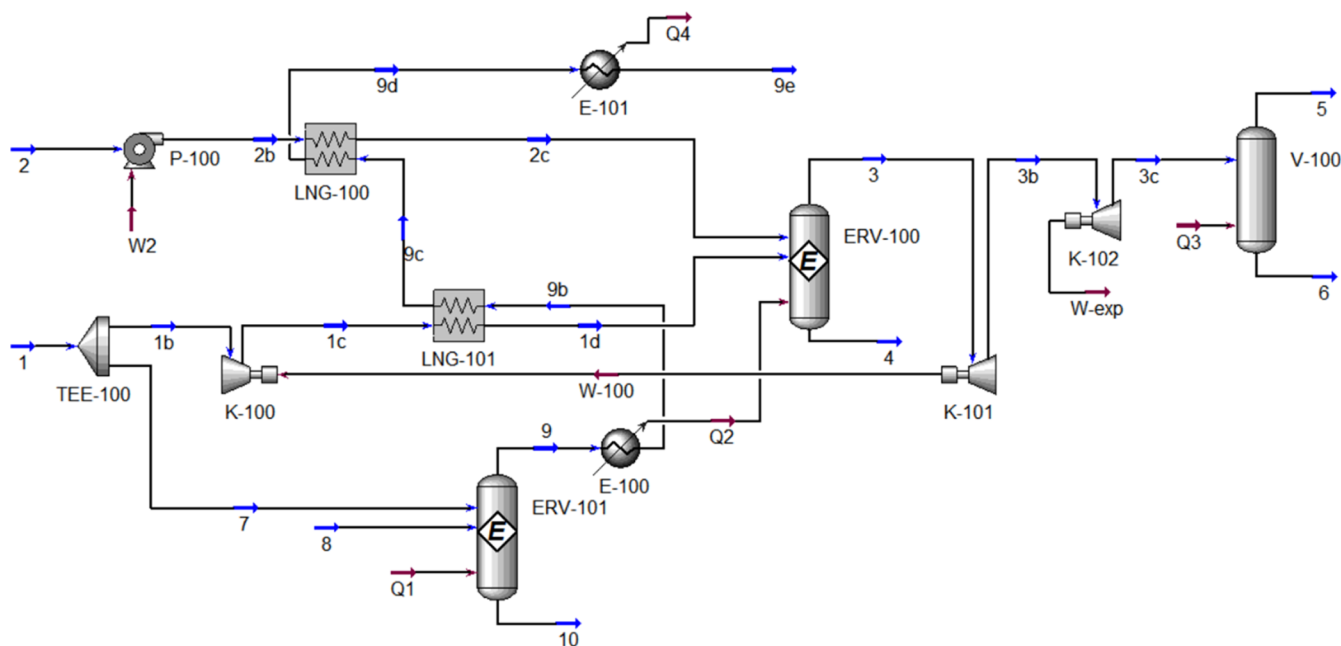 Q4
9d
9e
E-101
5
2
P-100
2b
2c
3
3b
3c
V-100
LNG-100
ERV-100
W2
9c
E
K-102
Q3
9b
W-exp
6
1
1b
1c
1d
LNG-101
4
TEE-100
K-100
W-100
K-101
9
Q2
E-100
7
ERV-101
8
E
Q1
10